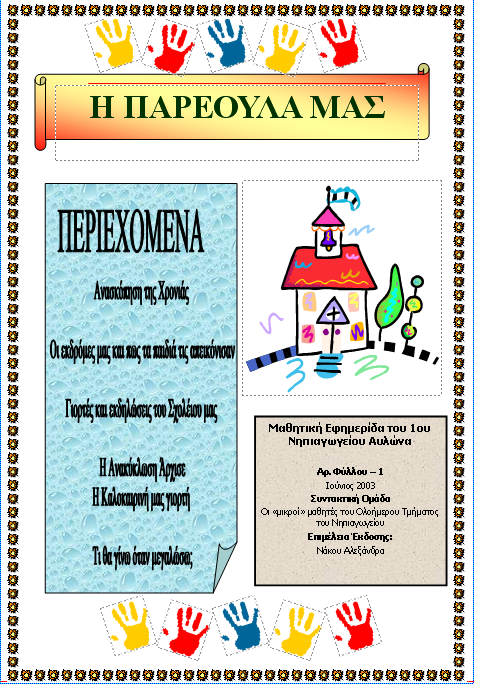 Η ΠΑΡΕΟΥΛΑ ΜΑΣ
ΠΕΡΙΕΧΟΜΕΝΑ
Ανασκόπηση της Χρονιάς
Οι εκδρόμες μας και πως τα παιδιά τις απεικόνισαν
Γιορτές και εκδηλώσεις του Σχολείου μας
Η Ανακύκλωση Άρχισε
Η Καλοκαιρινή μας γιορτή
Τι θα γίνω όταν μεγαλώσω;
Μαθητική Εφημερίδα του 1ου
Νηπιαγωγείου Αυλώνα
Αρ. Φύλλου – 1
Ιούνιος 2003
Συντακτική Ομάδα
Οι «μικροί» μαθητές του Ολοήμερου Τμήματος
του Νηπιαγωγείου
Επιμέλεια Έκδοσης:
Νάκου Αλεξάνδρα